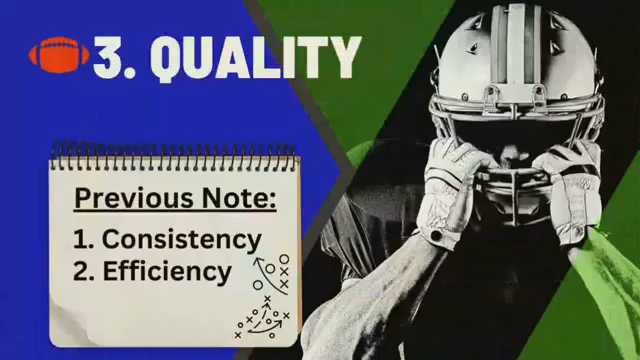 3. QUALITY
Previous Note:
1. Consistency
2. Efficiency